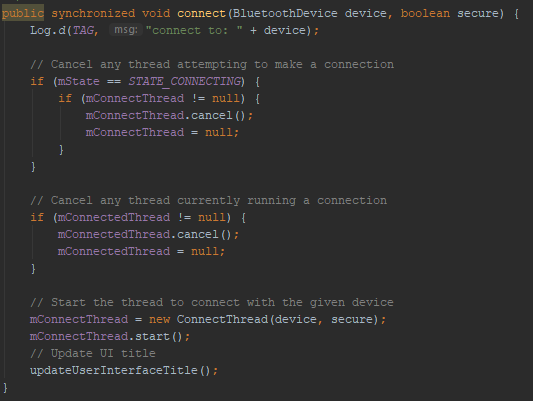 public synchronized void connect(BluetoothDevice device, boolean secure) {
    Log.d(TAG, msg: "connect to: " + device);

    // Cancel any thread attempting to make a connection
    if (mState == STATE_CONNECTING) {
        if (mConnectThread != null) {
            mConnectThread.cancel();
            mConnectThread = null;
        }
    }

    // Cancel any thread currently running a connection
    if (mConnectedThread != null) {
        mConnectedThread.cancel();
        mConnectedThread = null;
    }

    // Start the thread to connect with the given device
    mConnectThread = new ConnectThread(device, secure);
    mConnectThread.start();
    // Update UI title
    updateUserInterfaceTitle();
}